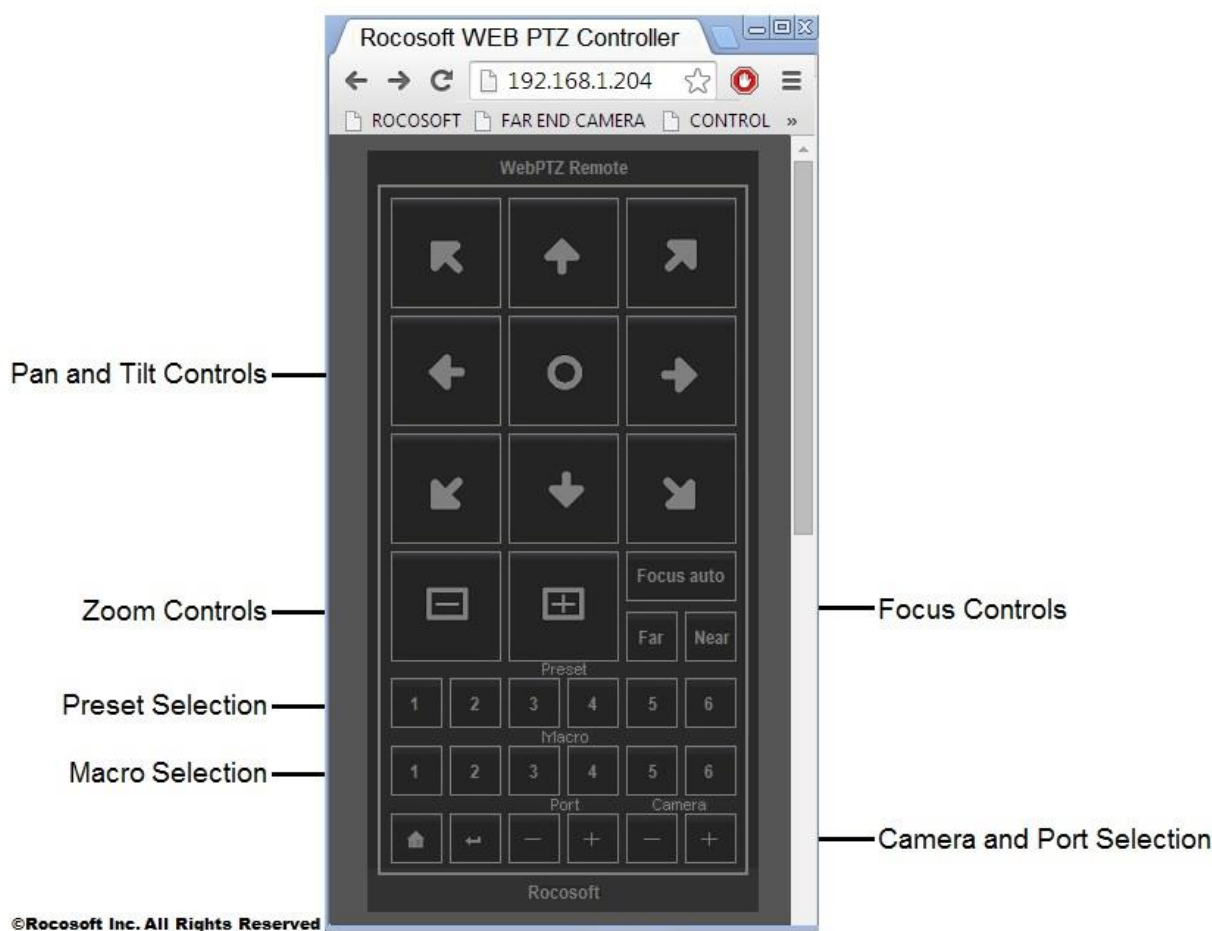 Rocosoft WEB PTZ Controller
192.168.1.204
ROCOSOFT FAR END CAMERA CONTROL »
WebPTZ Remote
Pan and Tilt Controls
Zoom Controls
Focus auto
Far Near
Focus Controls
Preset
Preset Selection
1 2 3 4 5 6
Macro
Macro Selection
1 2 3 4 5 6
Port Camera
− + − +
Camera and Port Selection
Rocosoft
©Rocosoft Inc. All Rights Reserved